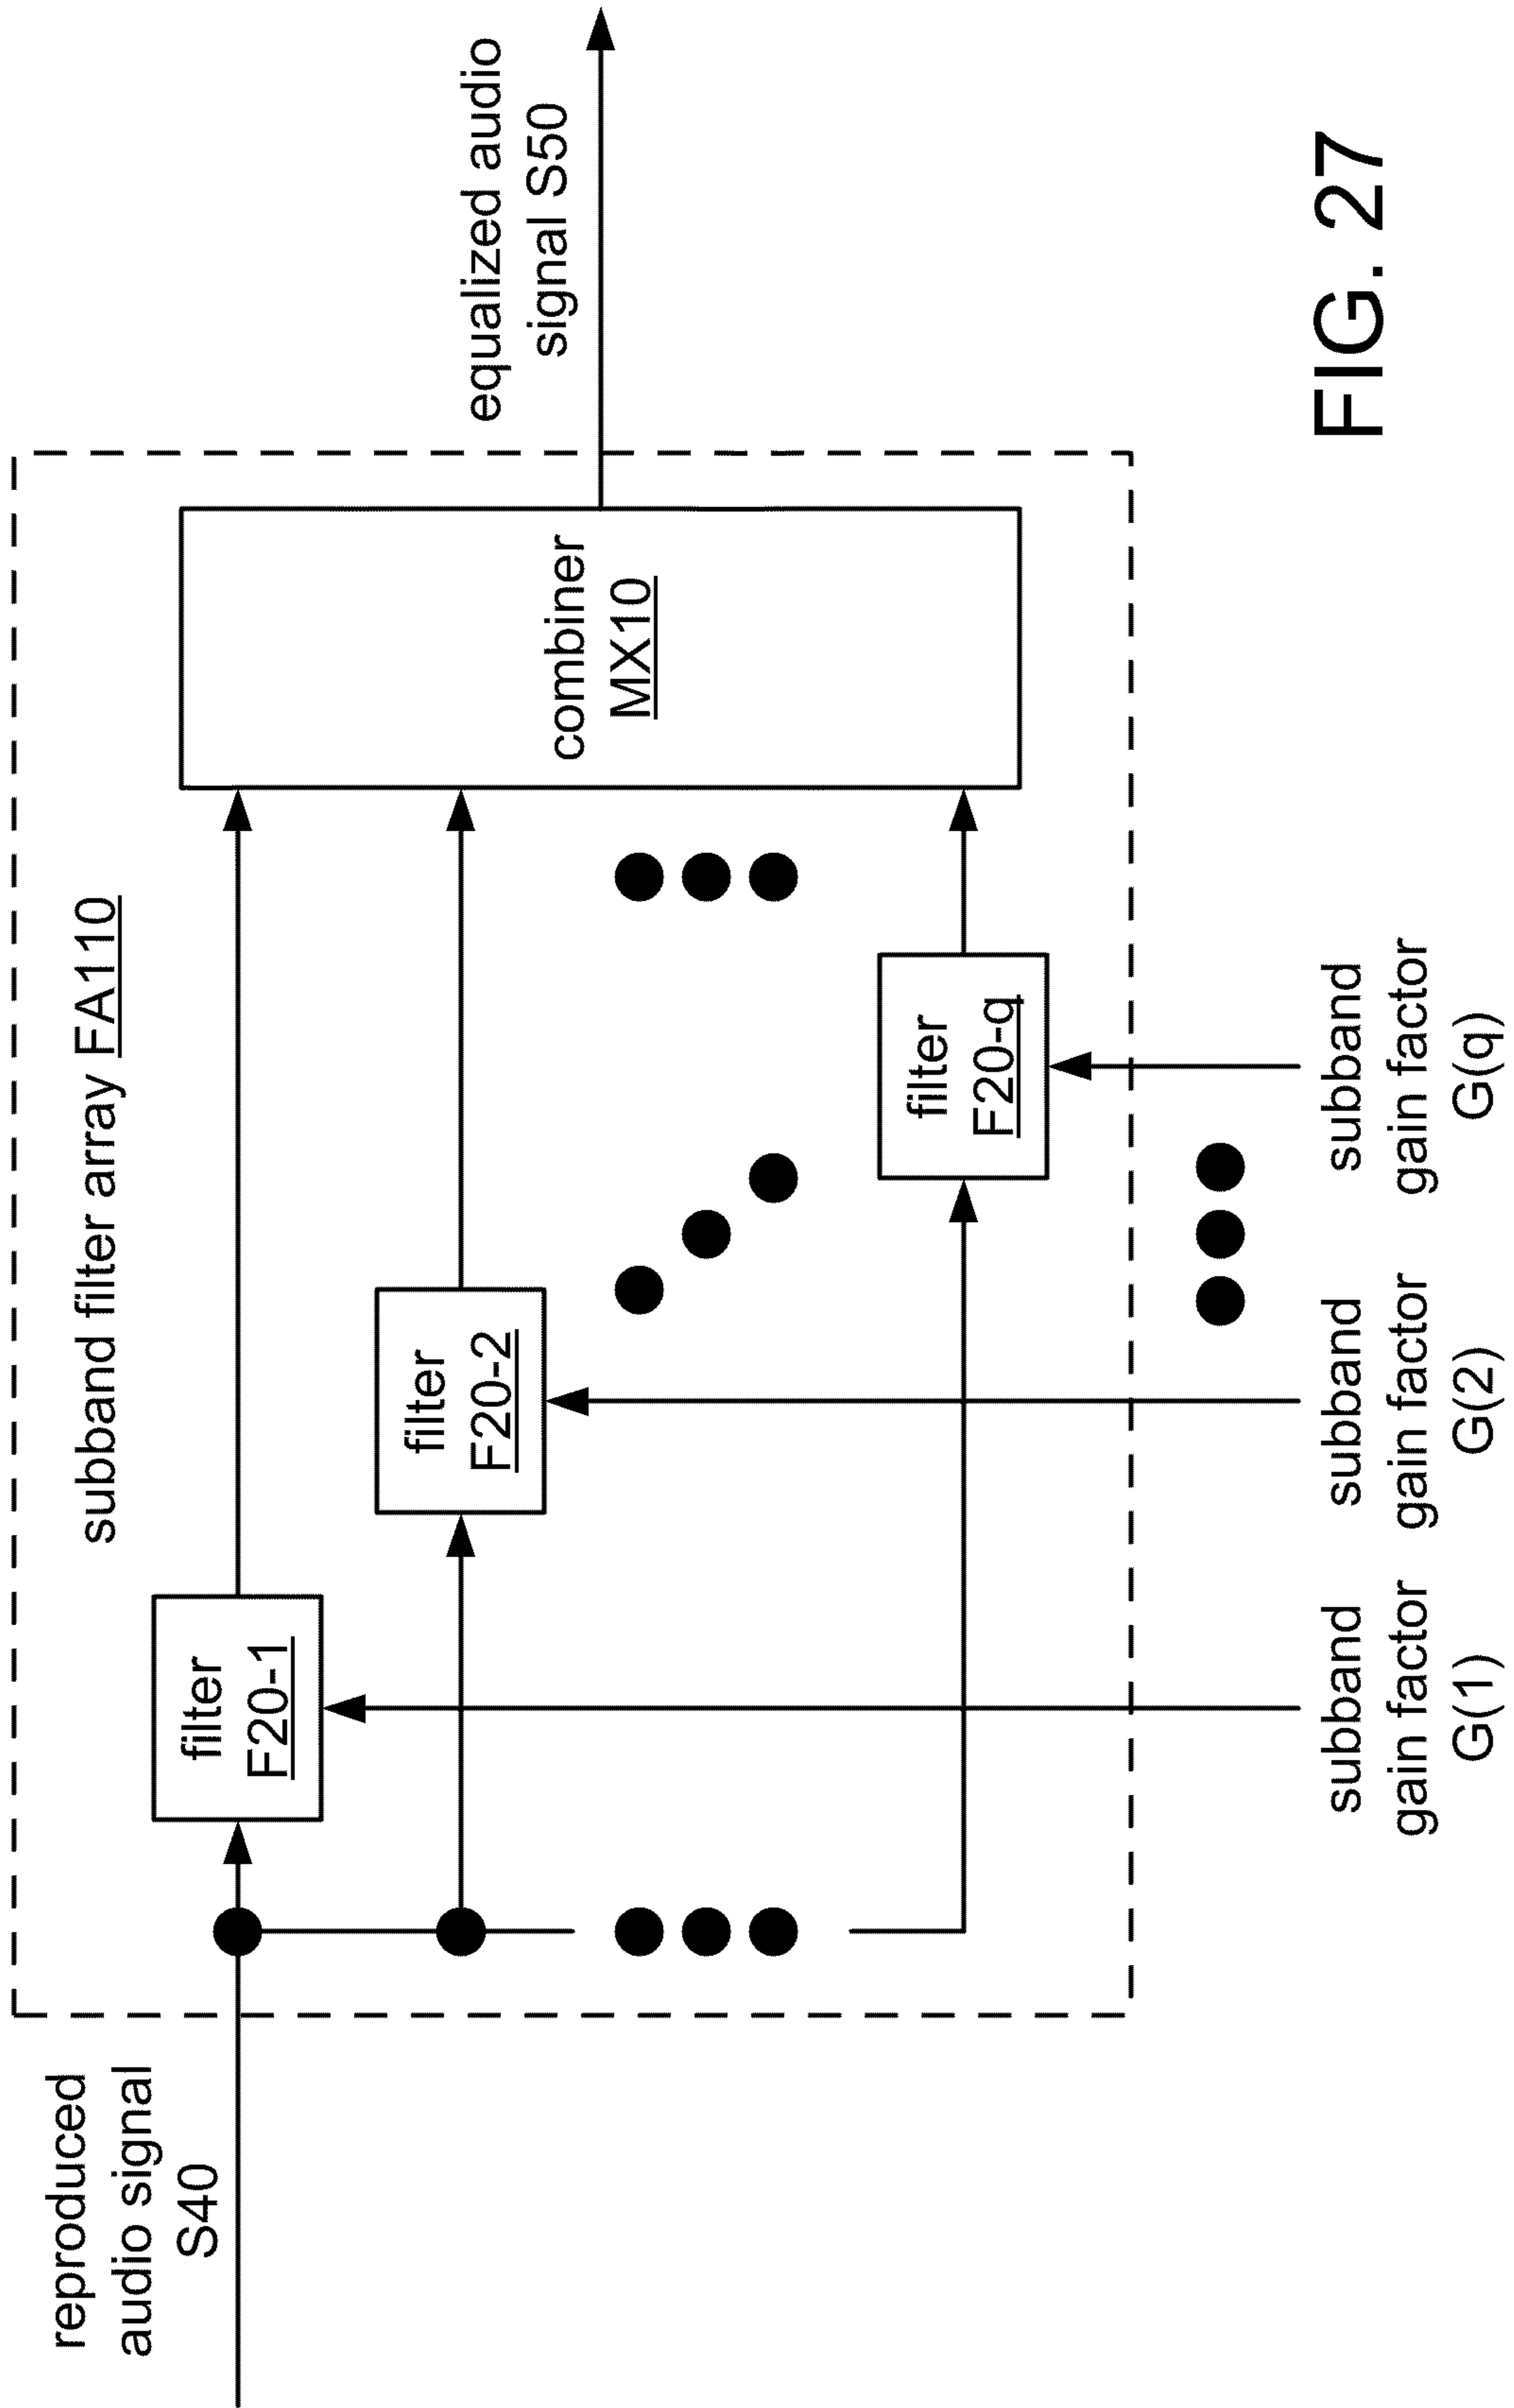 reproduced
audio signal
S40
subband filter array FA110
filter
F20-1
filter
F20-2
filter
F20-q
combiner
MX10
equalized audio
signal S50
subband
gain factor
G(1)
subband
gain factor
G(2)
subband
gain factor
G(q)
FIG. 27